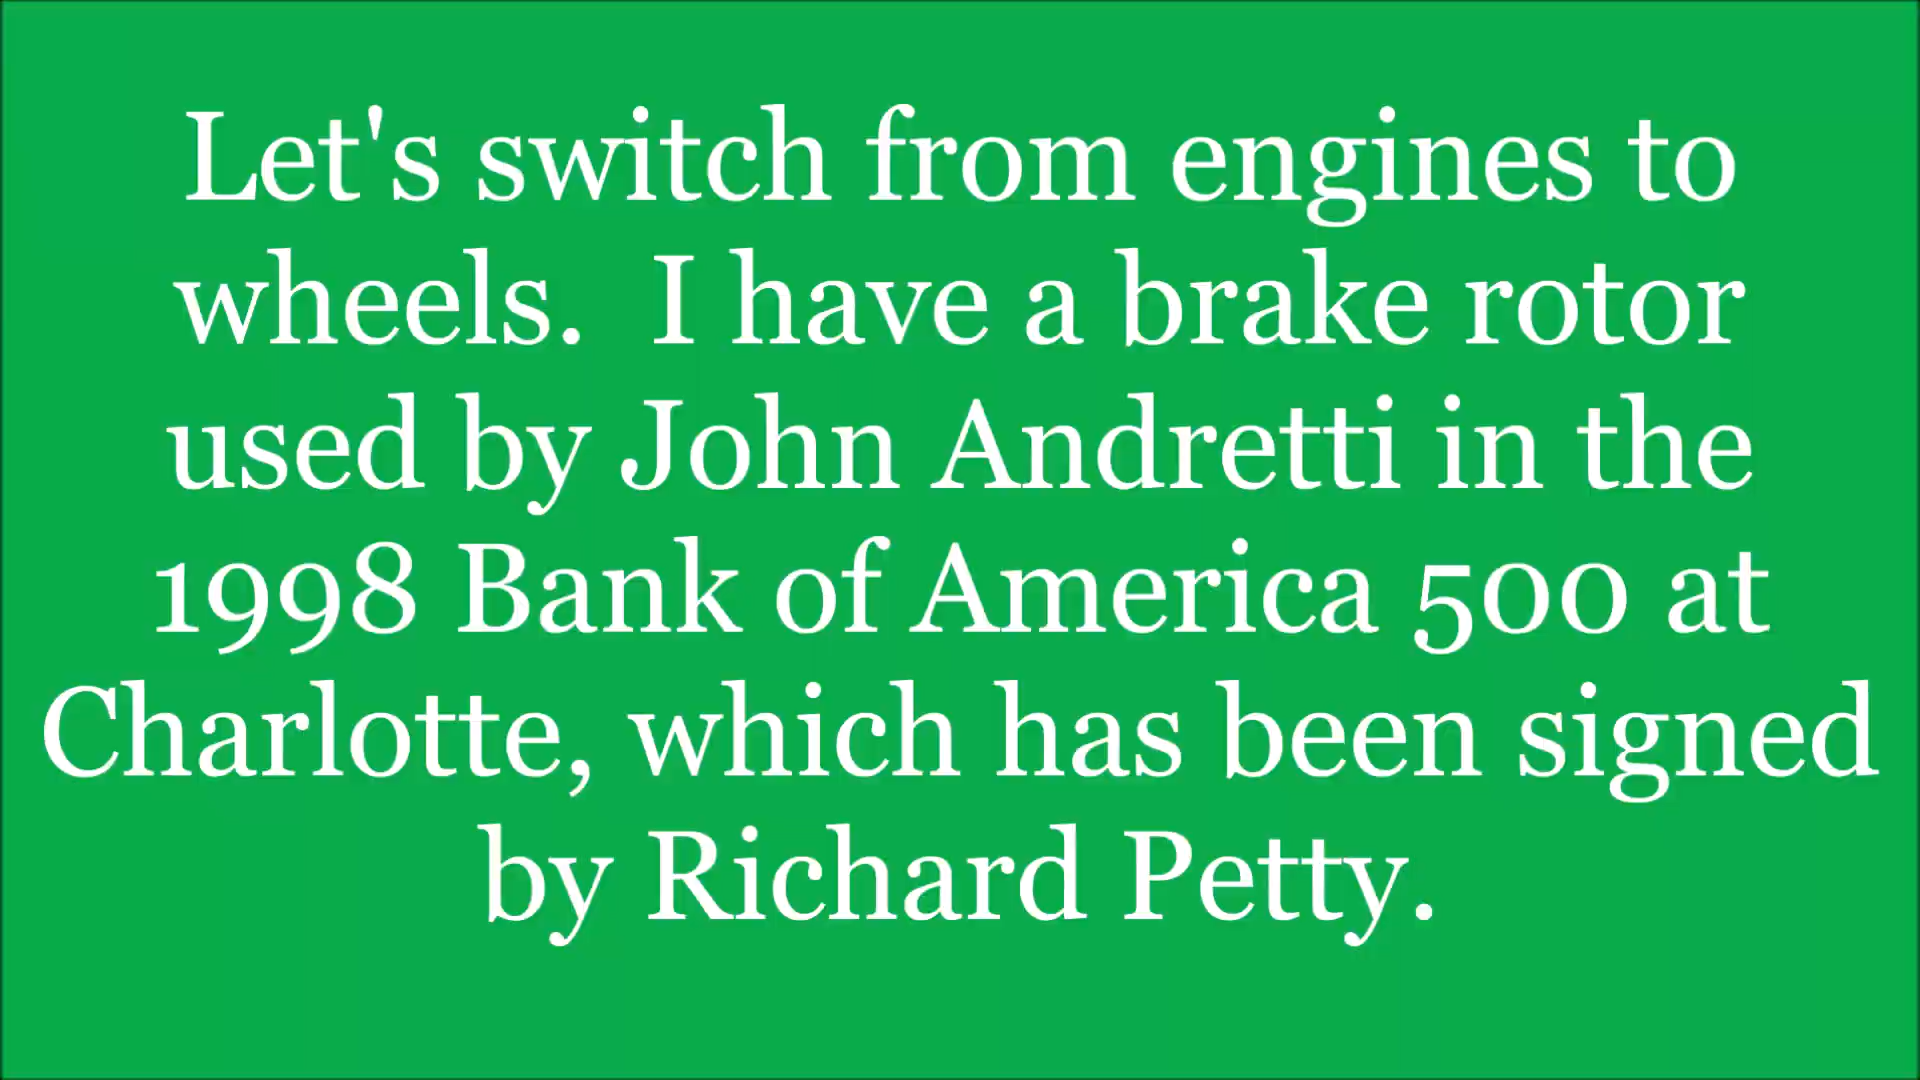 Let's switch from engines to
wheels.  I have a brake rotor
used by John Andretti in the
1998 Bank of America 500 at
Charlotte, which has been signed
by Richard Petty.